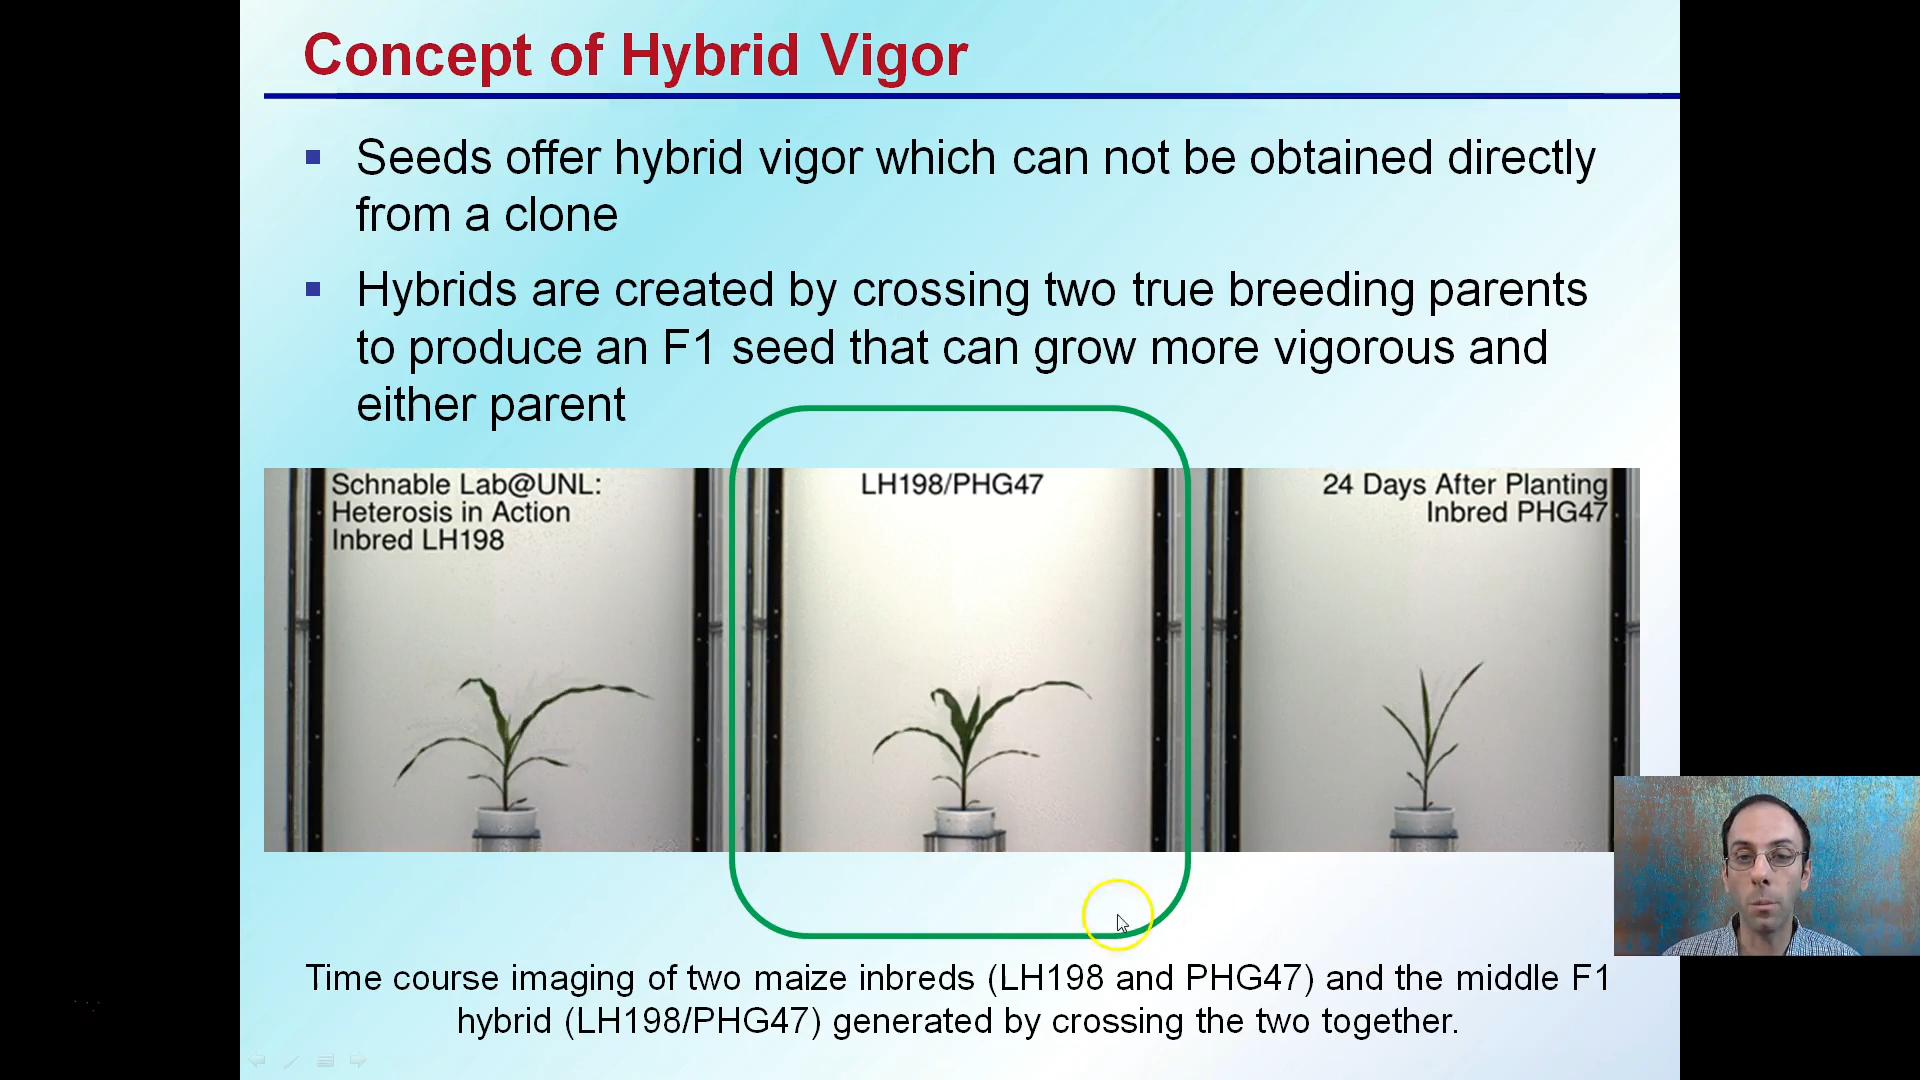 Concept of Hybrid Vigor
Seeds offer hybrid vigor which can not be obtained directly
from a clone
Hybrids are created by crossing two true breeding parents
to produce an F1 seed that can grow more vigorous and
either parent
Schnable Lab@UNL:
Heterosis in Action
Inbred LH198
LH198/PHG47
24 Days After Planting
Inbred PHG47
Time course imaging of two maize inbreds (LH198 and PHG47) and the middle F1
hybrid (LH198/PHG47) generated by crossing the two together.